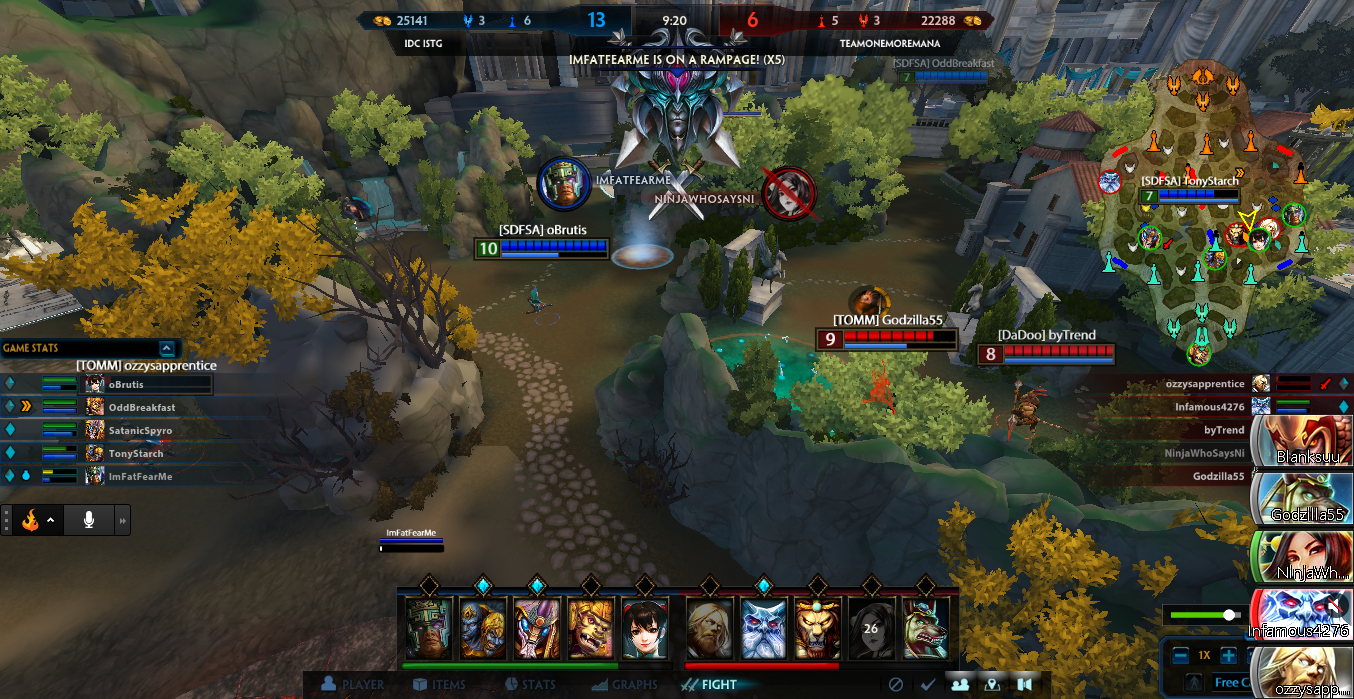 25141 3 6 13 9:20 6 5 3 22288
IDC ISTG
TEAMONEMOREMANA
IMFATFEARME IS ON A RAMPAGE! (X5)
[SDFSA] OddBreakfast
7
IMFATFEARME
NINJAWHOSAYSNI
[SDFSA] TonyStarch
7
[SDFSA] oBrutis
10
[TOMM] Godzilla55
9
[DaDoo] byTrend
8
GAME STATS
[TOMM] ozzysapprentice
oBrutis
OddBreakfast
SatanicSpyro
TonyStarch
ImFatFearMe
ozzysapprentice
Infamous4276
byTrend
NinjaWhoSaysNi
Godzilla55
Blanksuu
Godzilla55
NinjaWh...
Infamous4276
ozzysapp...
ImFatFearMe
26
1X
Free C
PLAYER ITEMS STATS GRAPHS FIGHT